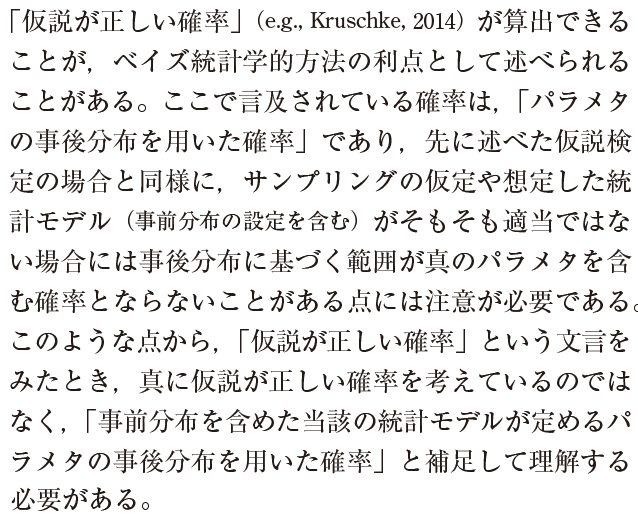 「仮説が正しい確率」（e.g., Kruschke, 2014）が算出できる
ことが，ベイズ統計学的方法の利点として述べられる
ことがある。ここで言及されている確率は，「パラメタ
の事後分布を用いた確率」であり，先に述べた仮説検
定の場合と同様に，サンプリングの仮定や想定した統
計モデル（事前分布の設定を含む）がそもそも適当ではな
い場合には事後分布に基づく範囲が真のパラメタを含
む確率とならないことがある点には注意が必要である。
このような点から，「仮説が正しい確率」という文言を
みたとき，真に仮説が正しい確率を考えているのでは
なく，「事前分布を含めた当該の統計モデルが定めるパ
ラメタの事後分布を用いた確率」と補足して理解する
必要がある。